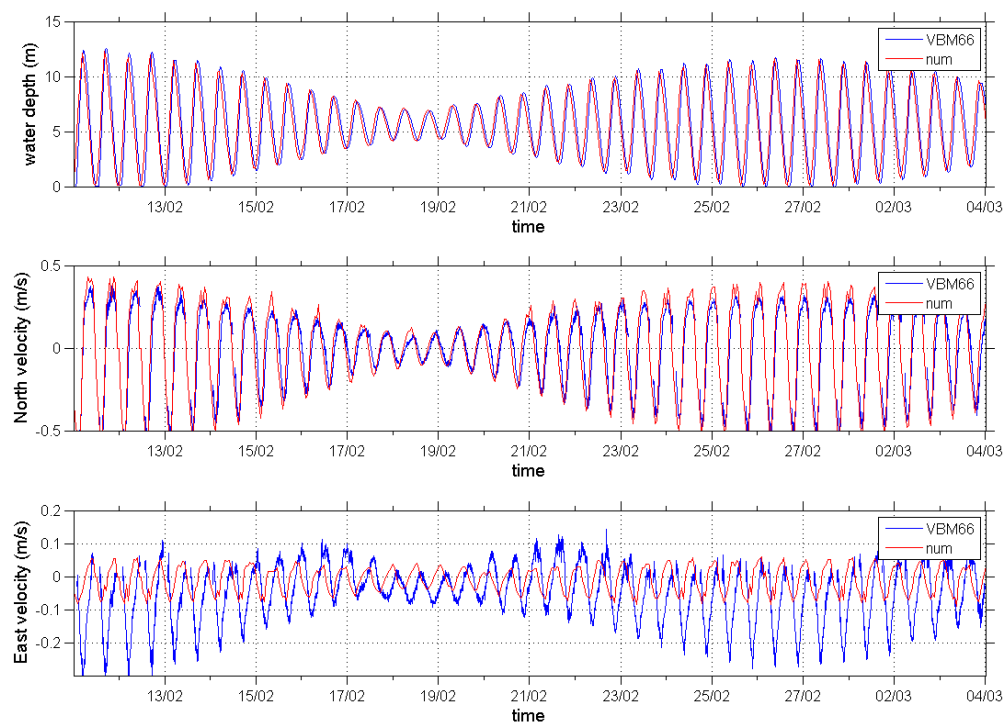 water depth (m)
15
10
5
0
VBM66
num
13/02 15/02 17/02 19/02 21/02 23/02 25/02 27/02 02/03 04/03
time
North velocity (m/s)
0.5
0
-0.5
VBM66
num
13/02 15/02 17/02 19/02 21/02 23/02 25/02 27/02 02/03 04/03
time
East velocity (m/s)
0.2
0.1
0
-0.1
-0.2
VBM66
num
13/02 15/02 17/02 19/02 21/02 23/02 25/02 27/02 02/03 04/03
time